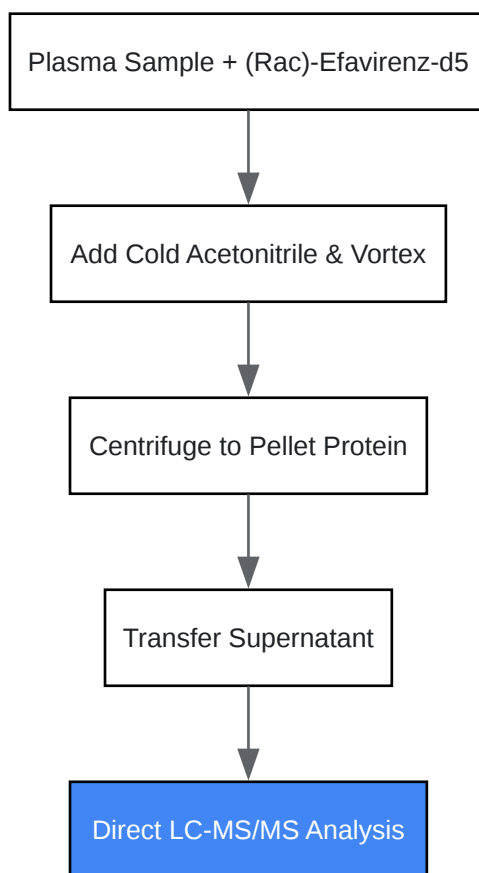 Plasma Sample + (Rac)-Efavirenz-d5
Add Cold Acetonitrile & Vortex
Centrifuge to Pellet Protein
Transfer Supernatant
Direct LC-MS/MS Analysis